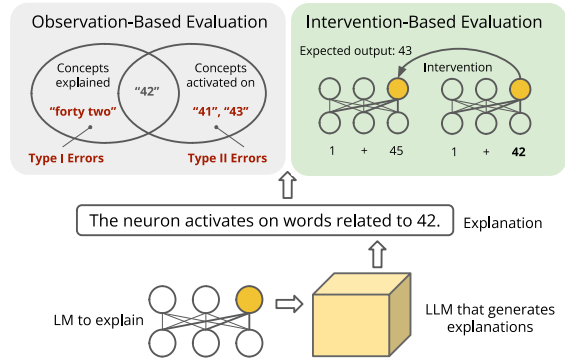 Observation-Based Evaluation
Concepts
explained
"forty two"
"42"
Concepts
activated on
"41", "43"
Type I Errors
Type II Errors
Intervention-Based Evaluation
Expected output: 43
Intervention
1 + 45
1 + 42
The neuron activates on words related to 42.
Explanation
LM to explain
LLM that generates
explanations